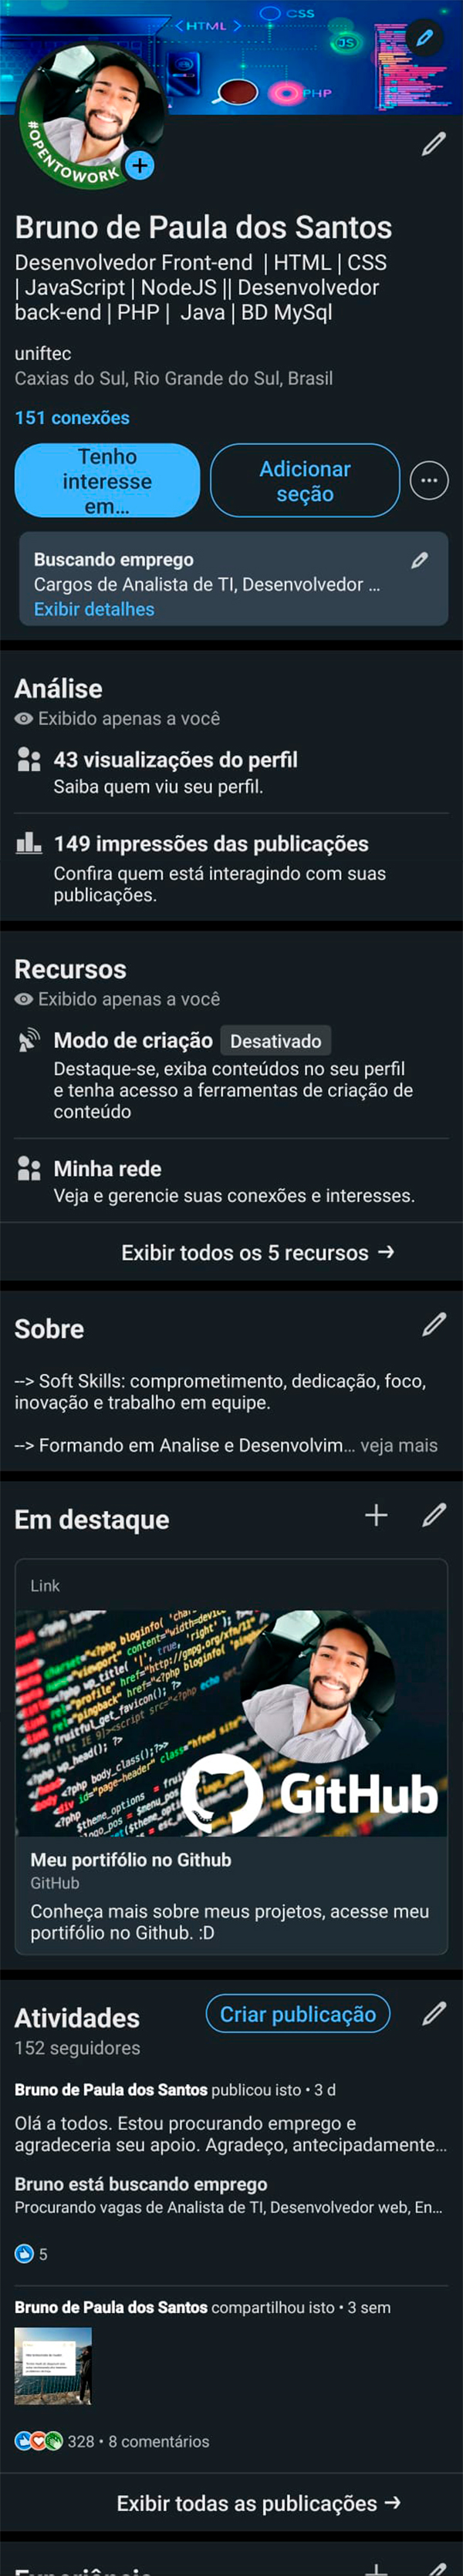 < HTML >
CSS
JS
PHP
#OPENTOWORK
Bruno de Paula dos Santos
Desenvolvedor Front-end | HTML | CSS
| JavaScript | NodeJS || Desenvolvedor
back-end | PHP | Java | BD MySql
uniftec
Caxias do Sul, Rio Grande do Sul, Brasil
151 conexões
Tenho
interesse
em...
Adicionar
seção
Buscando emprego
Cargos de Analista de TI, Desenvolvedor ...
Exibir detalhes
Análise
Exibido apenas a você
43 visualizações do perfil
Saiba quem viu seu perfil.
149 impressões das publicações
Confira quem está interagindo com suas
publicações.
Recursos
Exibido apenas a você
Modo de criação Desativado
Destaque-se, exiba conteúdos no seu perfil
e tenha acesso a ferramentas de criação de
conteúdo
Minha rede
Veja e gerencie suas conexões e interesses.
Exibir todos os 5 recursos →
Sobre
--> Soft Skills: comprometimento, dedicação, foco,
inovação e trabalho em equipe.
--> Formando em Analise e Desenvolvim... veja mais
Em destaque
Link
GitHub
Meu portifólio no Github
GitHub
Conheça mais sobre meus projetos, acesse meu
portifólio no Github. :D
Atividades
Criar publicação
152 seguidores
Bruno de Paula dos Santos publicou isto • 3 d
Olá a todos. Estou procurando emprego e
agradeceria seu apoio. Agradeço, antecipadamente...
Bruno está buscando emprego
Procurando vagas de Analista de TI, Desenvolvedor web, En...
5
Bruno de Paula dos Santos compartilhou isto • 3 sem
328 • 8 comentários
Exibir todas as publicações →